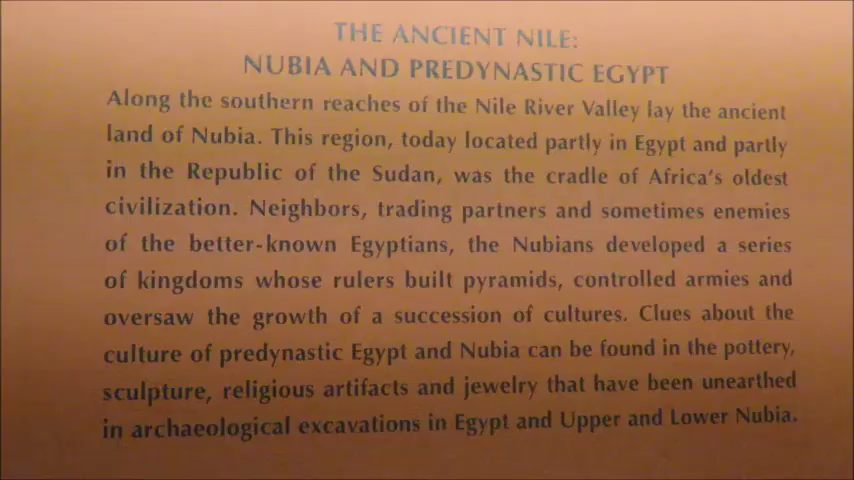 THE ANCIENT NILE:
NUBIA AND PREDYNASTIC EGYPT
Along the southern reaches of the Nile River Valley lay the ancient
land of Nubia. This region, today located partly in Egypt and partly
in the Republic of the Sudan, was the cradle of Africa's oldest
civilization. Neighbors, trading partners and sometimes enemies
of the better-known Egyptians, the Nubians developed a series
of kingdoms whose rulers built pyramids, controlled armies and
oversaw the growth of a succession of cultures. Clues about the
culture of predynastic Egypt and Nubia can be found in the pottery,
sculpture, religious artifacts and jewelry that have been unearthed
in archaeological excavations in Egypt and Upper and Lower Nubia.